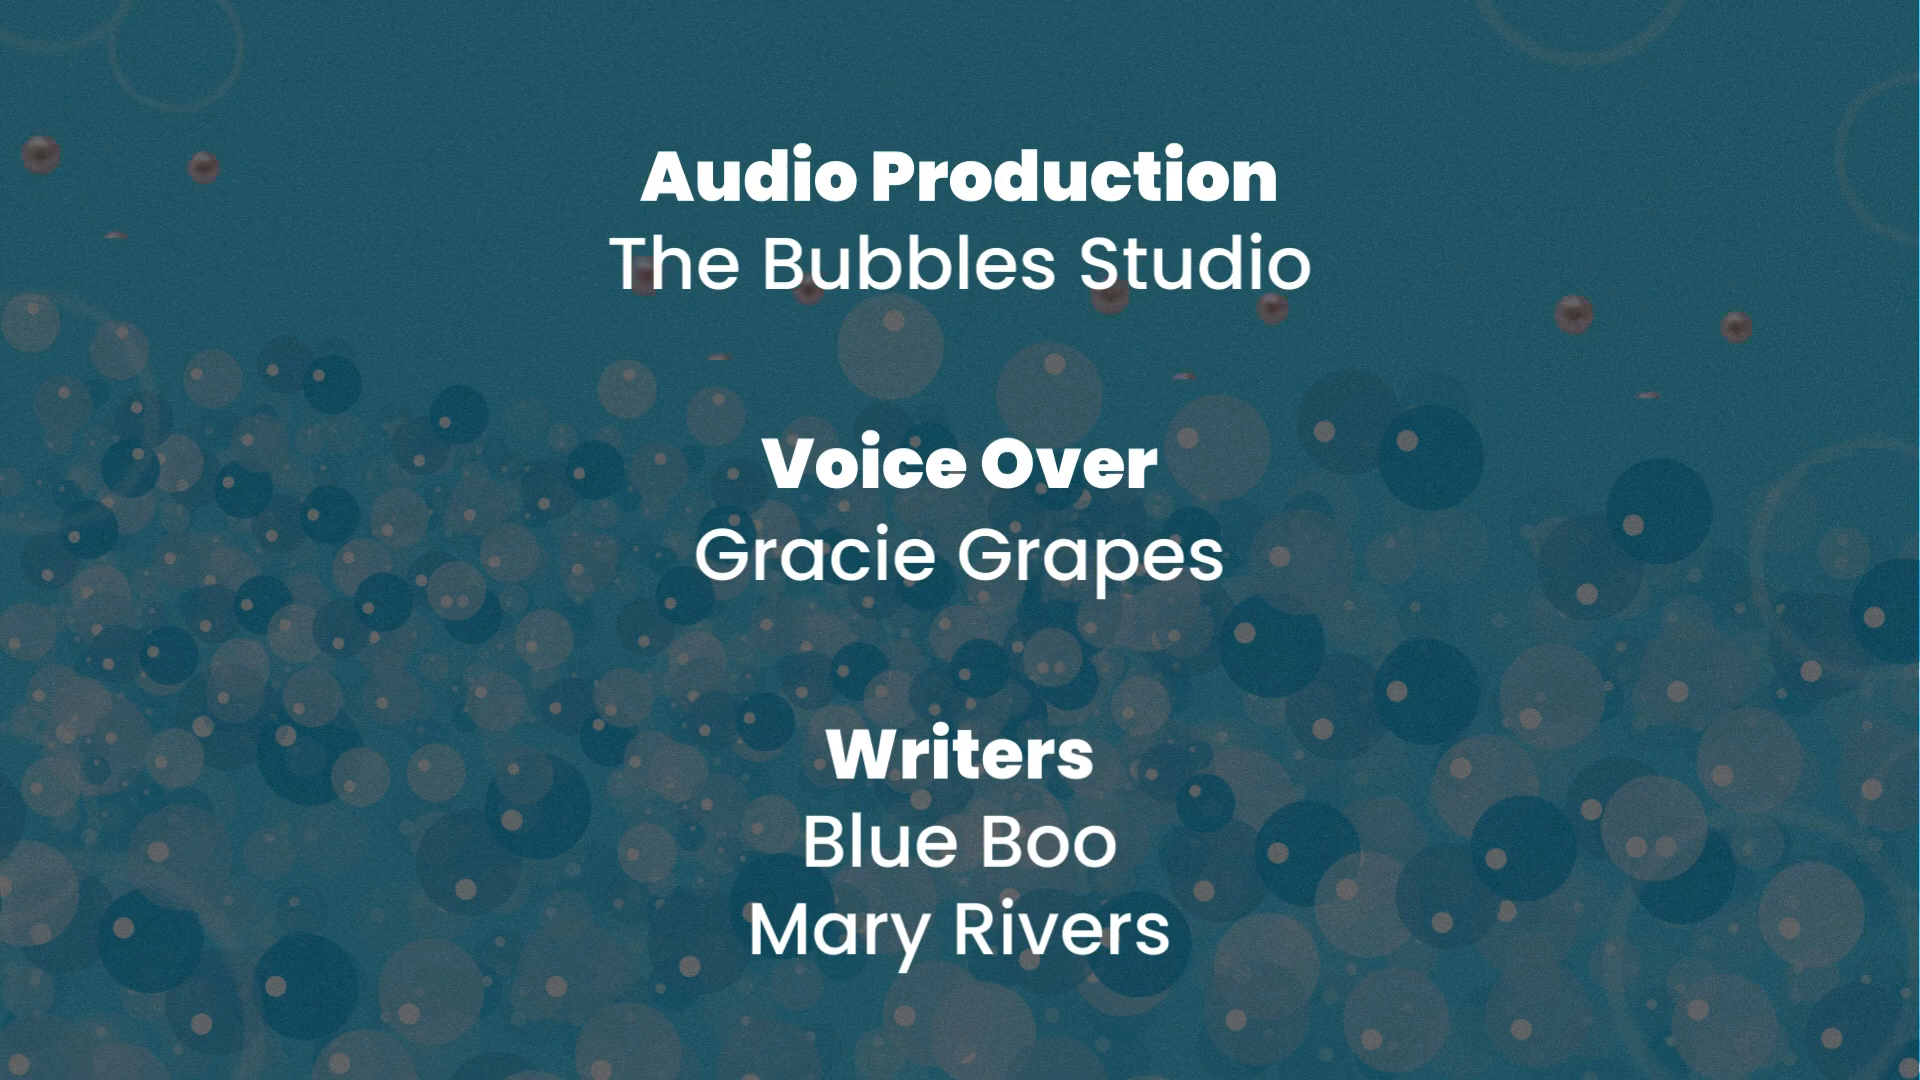 Audio Production
The Bubbles Studio
Voice Over
Gracie Grapes
Writers
Blue Boo
Mary Rivers